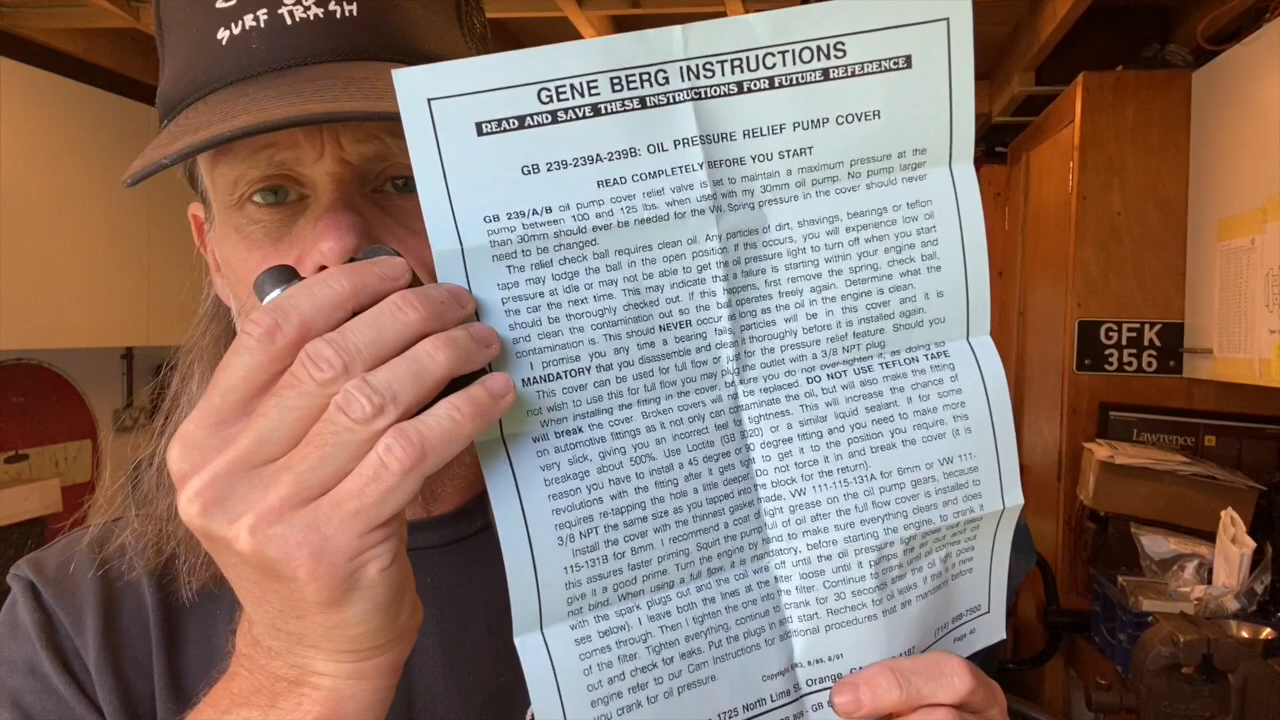 SURF TRASH
GENE BERG INSTRUCTIONS
READ AND SAVE THESE INSTRUCTIONS FOR FUTURE REFERENCE
GB 239-239A-239B: OIL PRESSURE RELIEF PUMP COVER
READ COMPLETELY BEFORE YOU START
GB 239/A/B oil pump cover relief valve is set to maintain a maximum pressure at the
pump between 100 and 125 lbs. when used with my 30mm oil pump. No pump larger
than 30mm should ever be needed for the VW. Spring pressure in the cover should never
need to be changed.
The relief check ball requires clean oil. Any particles of dirt, shavings, bearings or teflon
tape may lodge the ball in the open position. If this occurs, you will experience low oil
pressure at idle or may not be able to get the oil pressure light to turn off when you start
the car the next time. This may indicate that a failure is starting within your engine and
should be thoroughly checked out. If this happens, first remove the spring, check ball,
and clean the contamination out so the ball operates freely again. Determine what the
contamination is. This should NEVER occur as long as the oil in the engine is clean.
I promise you any time a bearing fails, particles will be in this cover and it is
MANDATORY that you disassemble and clean it thoroughly before it is installed again.
This cover can be used for full flow or just for the pressure relief feature. Should you
not wish to use this for full flow you may plug the outlet with a 3/8 NPT plug.
When installing the fitting in the cover, be sure you do not overtighten it, as doing so
will break the cover. Broken covers will not be replaced. DO NOT USE TEFLON TAPE
on automotive fittings as it not only can contaminate the oil, but will also make the fitting
very slick, giving you an incorrect feel for tightness. This will increase the chance of
breakage about 500%. Use Loctite (GB 902D) or a similar liquid sealant. If for some
reason you have to install a 45 degree or 90 degree fitting and you need to make more
revolutions with the fitting after it gets tight to get it to the position you require, this
requires re-tapping the hole a little deeper. Do not force it in and break the cover (it is
3/8 NPT the same size as you tapped into the block for the return).
Install the cover with the thinnest gasket made, VW 111-115-131A for 6mm or VW 111-
115-131B for 8mm. I recommend a coat of light grease on the oil pump gears, because
this assures faster priming. Squirt the pump full of oil after the full flow cover is installed to
give it a good prime. Turn the engine by hand to make sure everything clears and does
not bind. When using a full flow, it is mandatory, before starting the engine, to crank it
with the spark plugs out and the coil wire off until the oil pressure light goes out (also
see below). I leave both the lines at the filter loose until it pumps the air out and oil
comes through. Then I tighten the one into the filter. Continue to crank until oil comes out
of the filter. Tighten everything, continue to crank for 30 seconds after the oil light goes
out and check for leaks. Put the plugs in and start. Recheck for oil leaks. If this is a new
engine refer to our Cam Instructions for additional procedures that are mandatory before
you crank for oil pressure.
Copyright 6/83, 8/85, 6/91
1725 North Lime St. Orange, CA
(714) 998-7500
Page 40
GFK
356
Lawrence